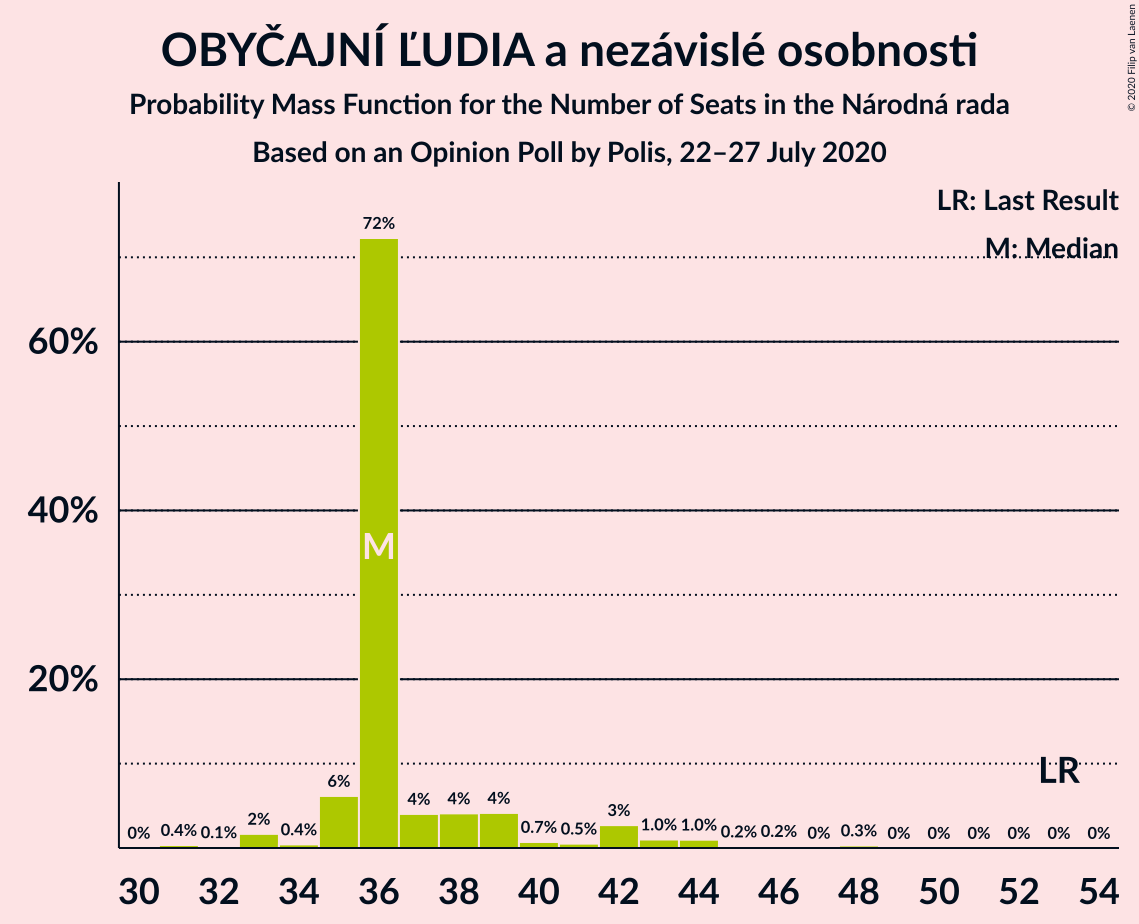 OBYČAJNÍ ĽUDIA a nezávislé osobnosti
Probability Mass Function for the Number of Seats in the Národná rada
Based on an Opinion Poll by Polis, 22–27 July 2020
© 2020 Filip van Laenen
LR: Last Result
M: Median
60%
40%
20%
0% 0.4% 0.1% 2% 0.4% 6% 72% 4% 4% 4% 0.7% 0.5% 3% 1.0% 1.0% 0.2% 0.2% 0% 0.3% 0% 0% 0% 0% 0% 0%
M
LR
30 32 34 36 38 40 42 44 46 48 50 52 54